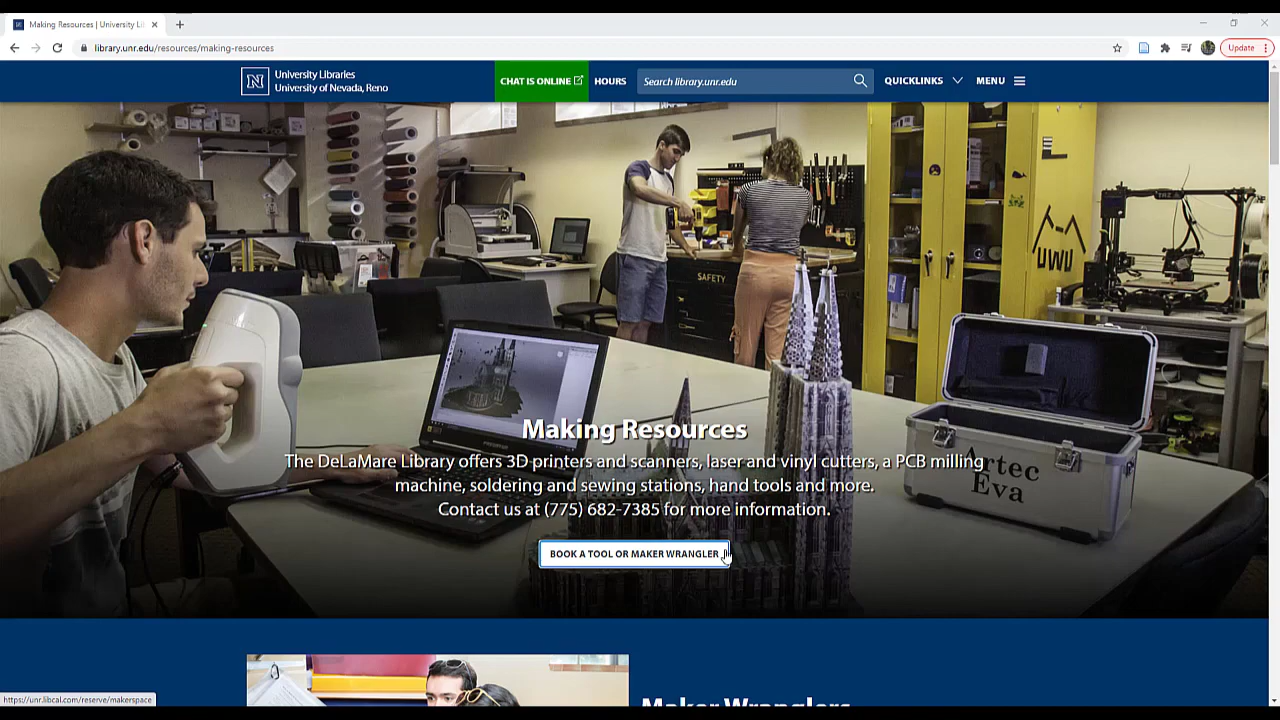 Making Resources | University Li
library.unr.edu/resources/making-resources
Update
N
University Libraries
University of Nevada, Reno
CHAT IS ONLINE
HOURS
Search library.unr.edu
QUICKLINKS
MENU
SAFETY
UWU
Making Resources
The DeLaMare Library offers 3D printers and scanners, laser and vinyl cutters, a PCB milling
machine, soldering and sewing stations, hand tools and more.
Contact us at (775) 682-7385 for more information.
Artec
Eva
BOOK A TOOL OR MAKER WRANGLER
Maker Wranglers
https://unr.libcal.com/reserve/makerspace